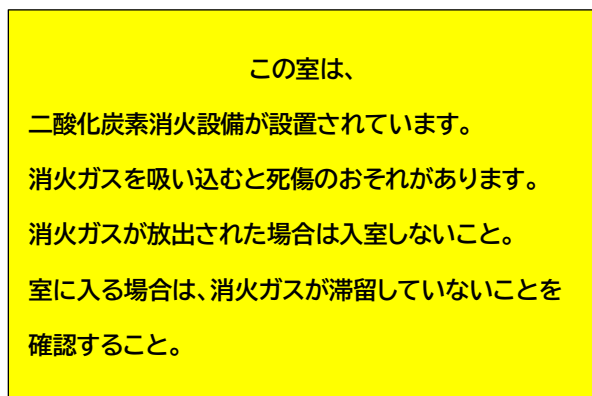 この室は、
二酸化炭素消火設備が設置されています。
消火ガスを吸い込むと死傷のおそれがあります。
消火ガスが放出された場合は入室しないこと。
室に入る場合は、消火ガスが滞留していないことを
確認すること。